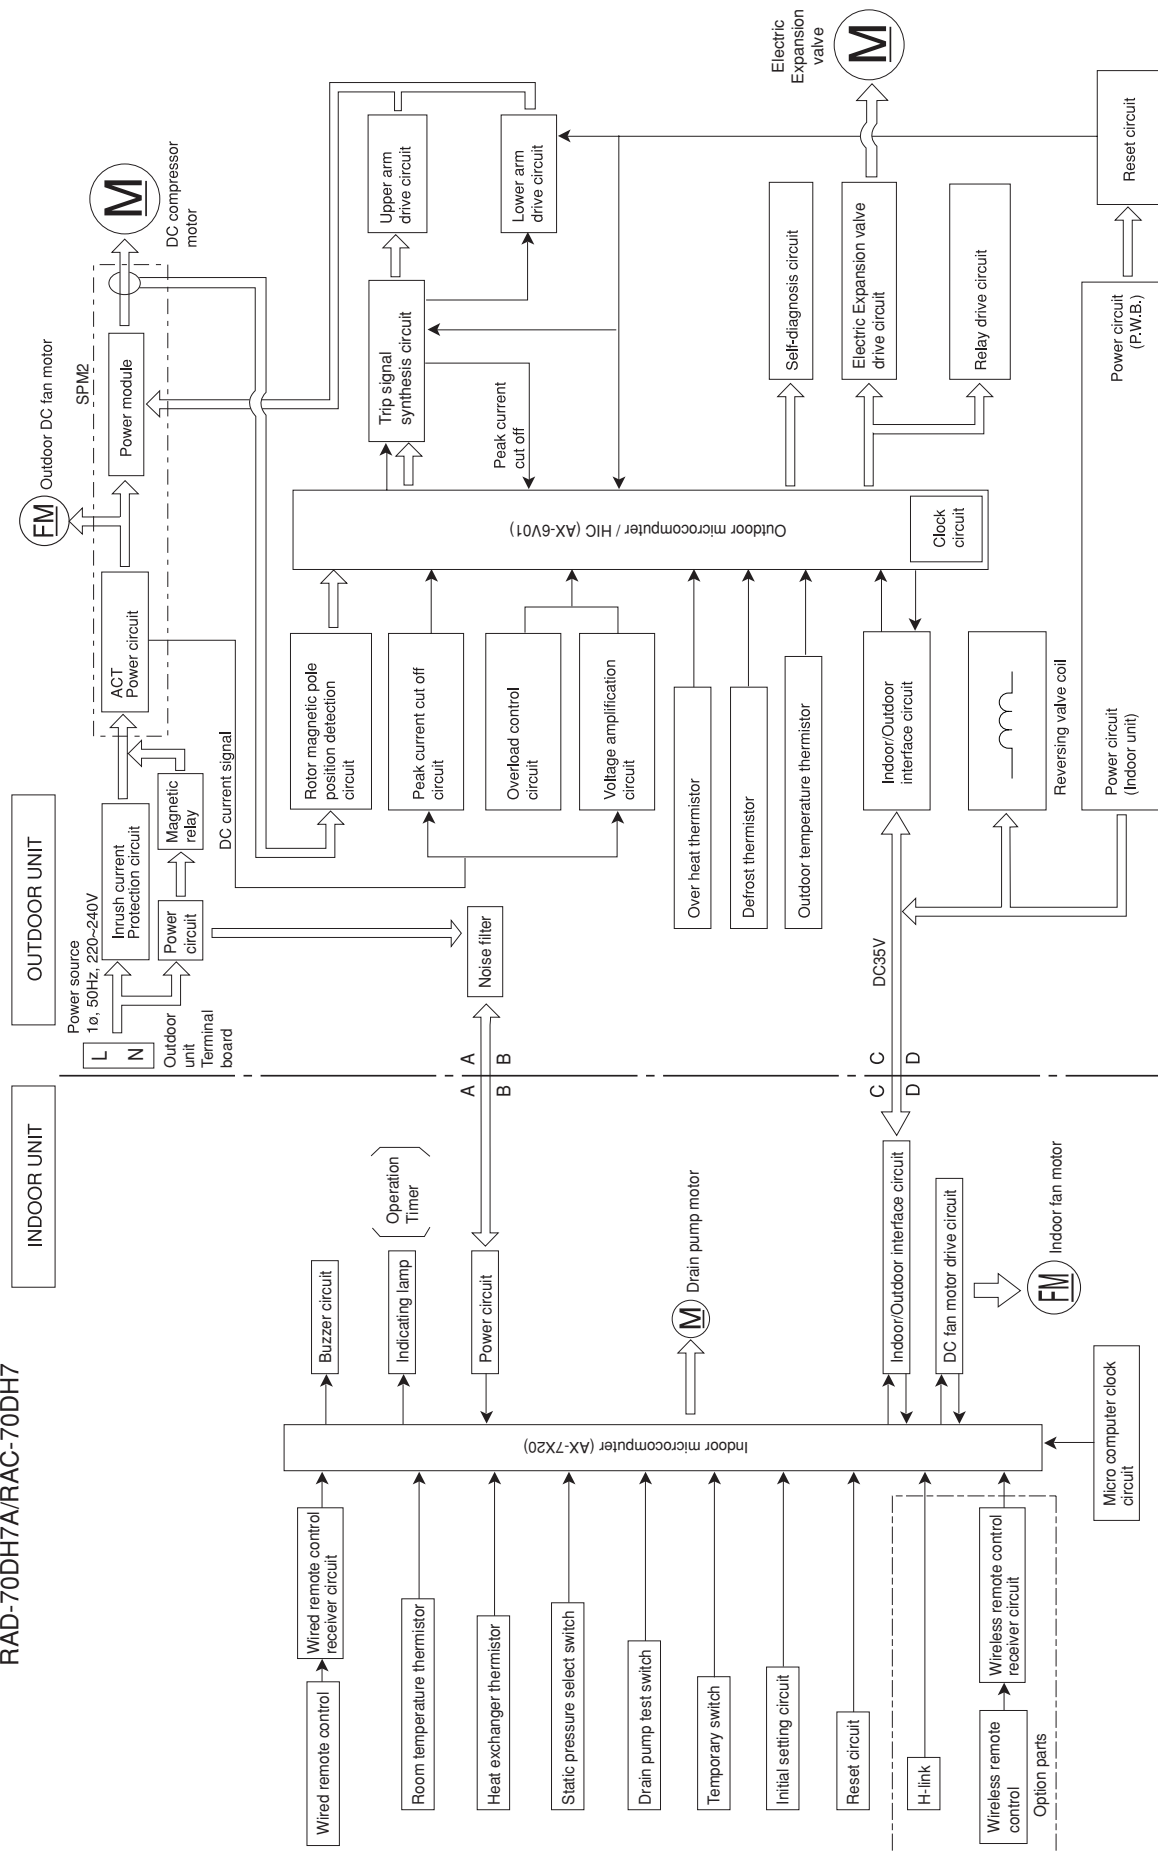 RAD-70DH7A/RAC-70DH7
INDOOR UNIT
OUTDOOR UNIT
Wired remote control
Wired remote control
receiver circuit
Room temperature thermistor
Heat exchanger thermistor
Static pressure select switch
Drain pump test switch
Temporary switch
Initial setting circuit
Reset circuit
H-link
Wireless remote
control
Wireless remote control
receiver circuit
Option parts
Indoor microcomputer (AX-7X20)
Micro computer clock
circuit
Buzzer circuit
Indicating lamp
Operation
Timer
Power circuit
M
Drain pump motor
Indoor/Outdoor interface circuit
DC fan motor drive circuit
FM
Indoor fan motor
A
B
A
B
C
D
C
D
DC35V
L
N
Outdoor
unit
Terminal
board
Power source
1ø, 50Hz, 220~240V
Inrush current
Protection circuit
Power
circuit
Magnetic
relay
DC current signal
Noise filter
ACT
Power circuit
SPM2
Power module
FM
Outdoor DC fan motor
M
DC compressor
motor
Rotor magnetic pole
position detection
circuit
Peak current cut off
circuit
Overload control
circuit
Voltage amplification
circuit
Over heat thermistor
Defrost thermistor
Outdoor temperature thermistor
Indoor/Outdoor
interface circuit
Reversing valve coil
Power circuit
(Indoor unit)
Power circuit
(P.W.B.)
Outdoor microcomputer / HIC (AX-6V01)
Clock
circuit
Trip signal
synthesis circuit
Peak current
cut off
Upper arm
drive circuit
Lower arm
drive circuit
Self-diagnosis circuit
Electric Expansion valve
drive circuit
Relay drive circuit
Electric
Expansion
valve
M
Reset circuit